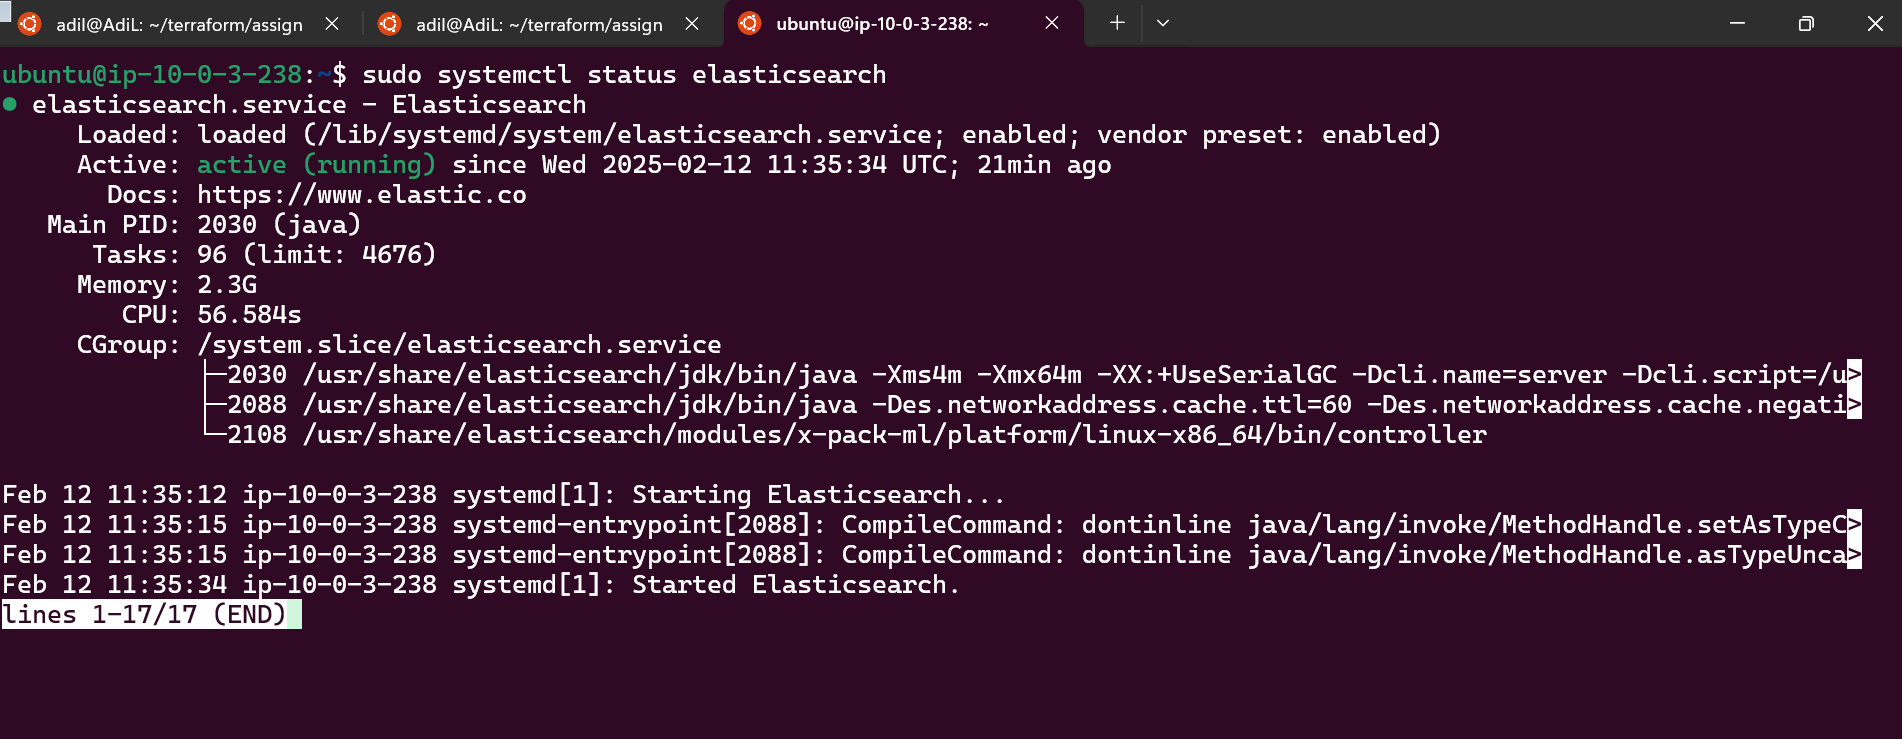 adil@AdiL: ~/terraform/assign adil@AdiL: ~/terraform/assign ubuntu@ip-10-0-3-238: ~
ubuntu@ip-10-0-3-238:~$ sudo systemctl status elasticsearch
● elasticsearch.service - Elasticsearch
Loaded: loaded (/lib/systemd/system/elasticsearch.service; enabled; vendor preset: enabled)
Active: active (running) since Wed 2025-02-12 11:35:34 UTC; 21min ago
Docs: https://www.elastic.co
Main PID: 2030 (java)
Tasks: 96 (limit: 4676)
Memory: 2.3G
CPU: 56.584s
CGroup: /system.slice/elasticsearch.service
├─2030 /usr/share/elasticsearch/jdk/bin/java -Xms4m -Xmx64m -XX:+UseSerialGC -Dcli.name=server -Dcli.script=/u>
├─2088 /usr/share/elasticsearch/jdk/bin/java -Des.networkaddress.cache.ttl=60 -Des.networkaddress.cache.negati>
└─2108 /usr/share/elasticsearch/modules/x-pack-ml/platform/linux-x86_64/bin/controller
Feb 12 11:35:12 ip-10-0-3-238 systemd[1]: Starting Elasticsearch...
Feb 12 11:35:15 ip-10-0-3-238 systemd-entrypoint[2088]: CompileCommand: dontinline java/lang/invoke/MethodHandle.setAsTypeC>
Feb 12 11:35:15 ip-10-0-3-238 systemd-entrypoint[2088]: CompileCommand: dontinline java/lang/invoke/MethodHandle.asTypeUnca>
Feb 12 11:35:34 ip-10-0-3-238 systemd[1]: Started Elasticsearch.
lines 1-17/17 (END)